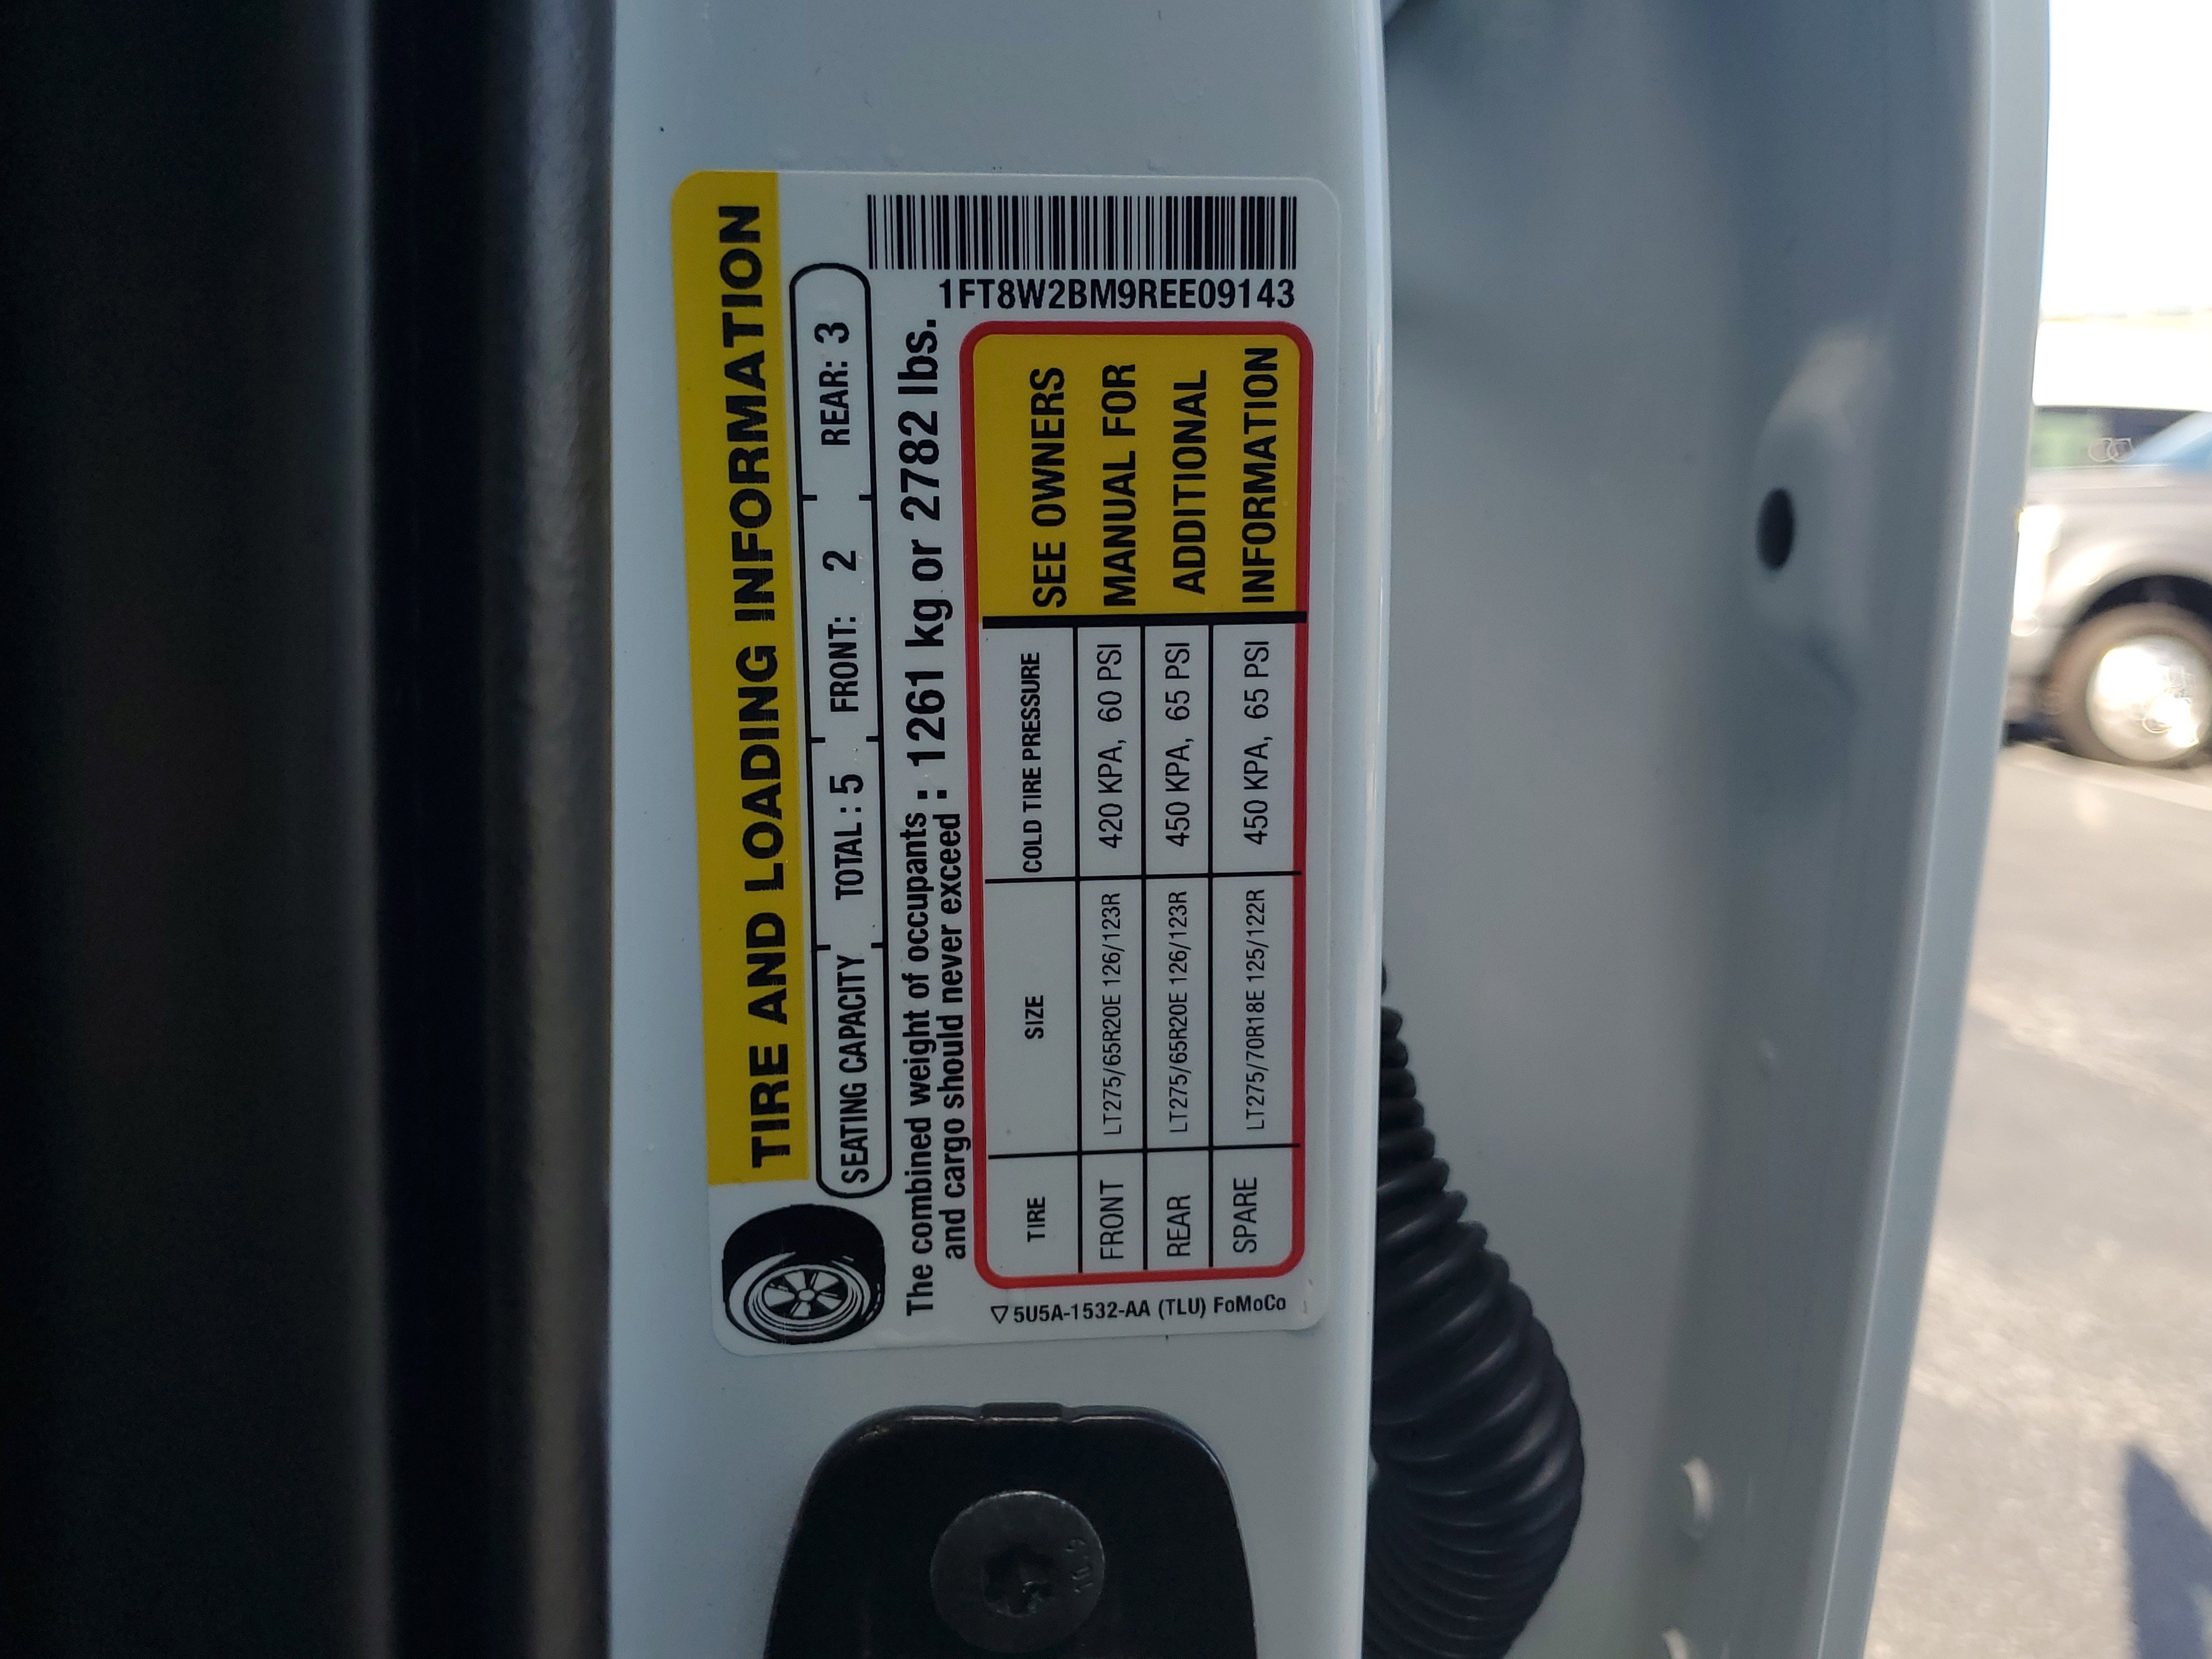 TIRE AND LOADING INFORMATION
SEATING CAPACITY TOTAL : 5 FRONT: 2 REAR: 3
The combined weight of occupants : 1261 kg or 2782 lbs.
and cargo should never exceed :
1FT8W2BM9REE09143
TIRE SIZE COLD TIRE PRESSURE
FRONT LT275/65R20E 126/123R 420 KPA, 60 PSI
REAR LT275/65R20E 126/123R 450 KPA, 65 PSI
SPARE LT275/70R18E 125/122R 450 KPA, 65 PSI
SEE OWNERS
MANUAL FOR
ADDITIONAL
INFORMATION
5U5A-1532-AA (TLU) FoMoCo
10.9